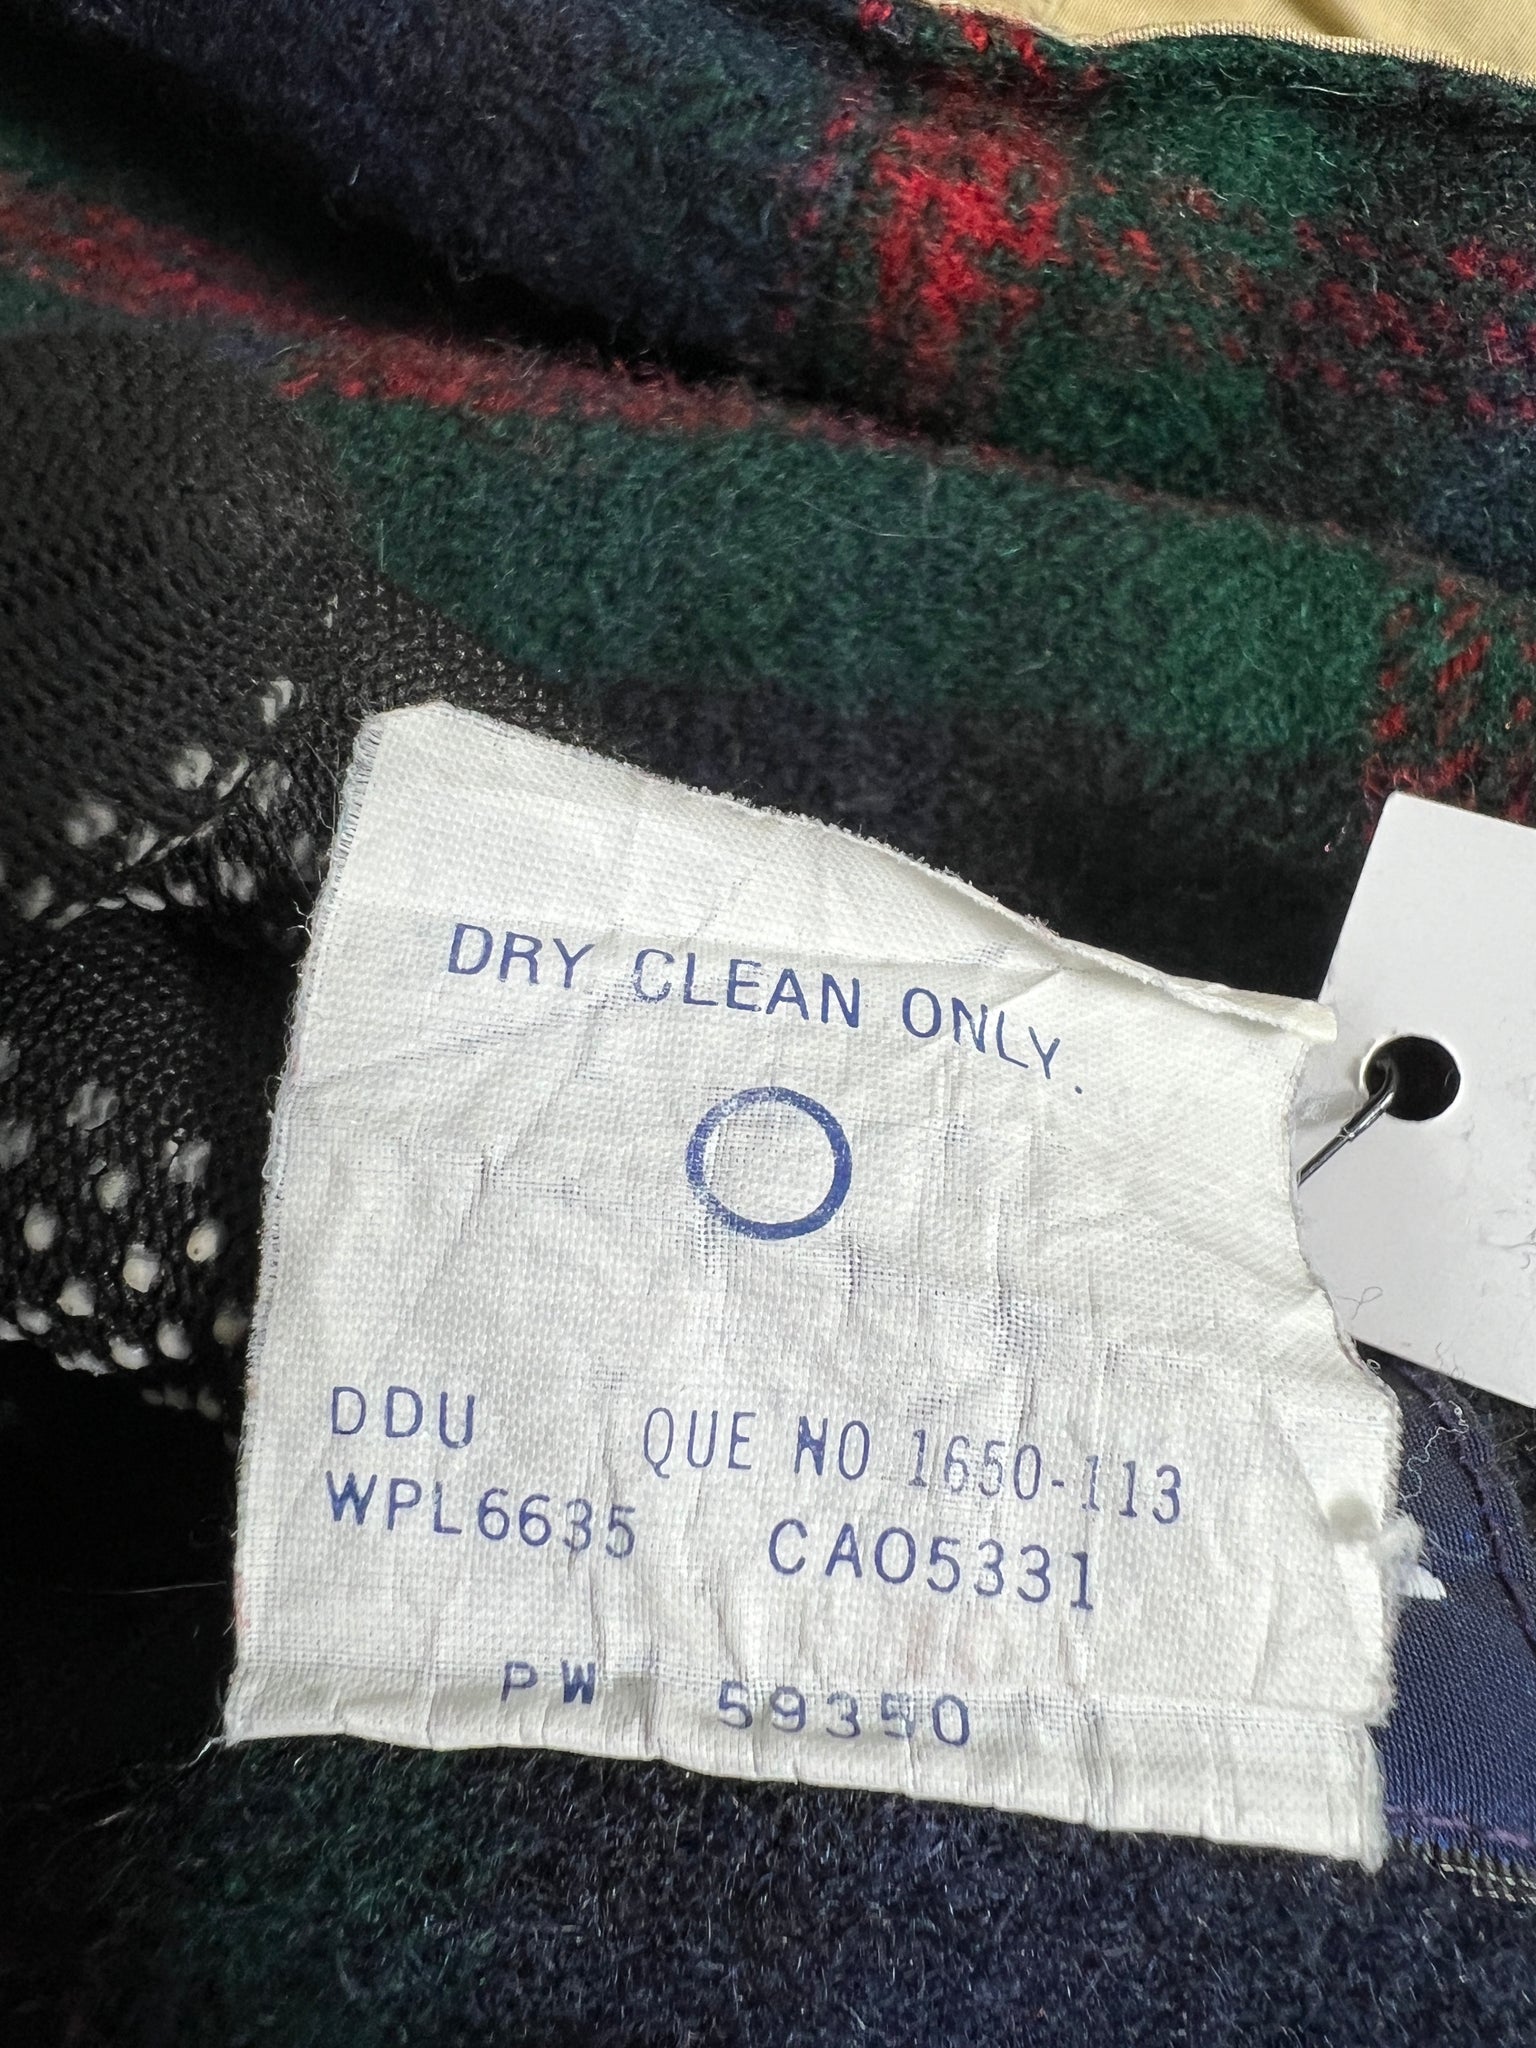 DRY CLEAN ONLY.
DDU QUE NO 1650-113
WPL6635 CA05331
PW 59350